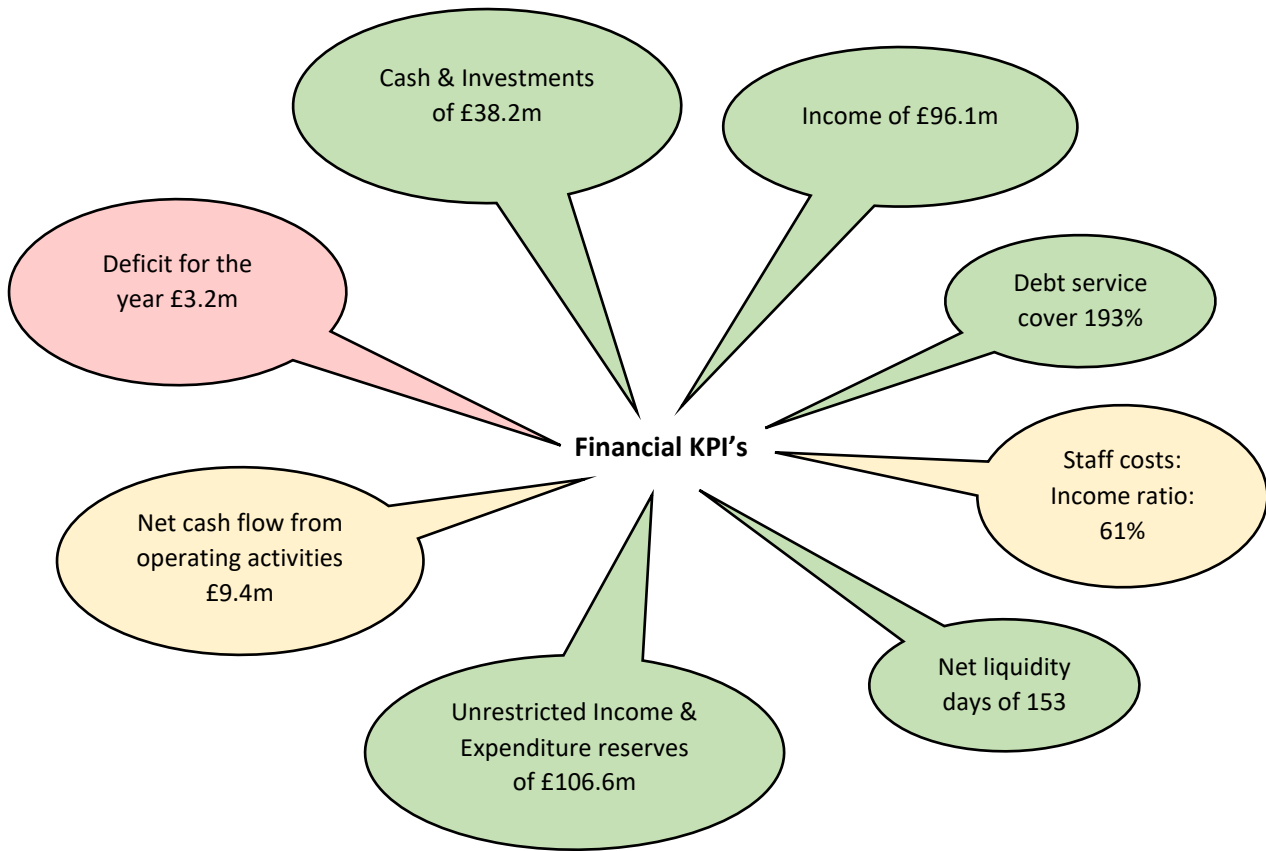 Cash & Investments
of £38.2m
Income of £96.1m
Deficit for the
year £3.2m
Debt service
cover 193%
Financial KPI's
Staff costs:
Income ratio:
61%
Net cash flow from
operating activities
£9.4m
Net liquidity
days of 153
Unrestricted Income &
Expenditure reserves
of £106.6m